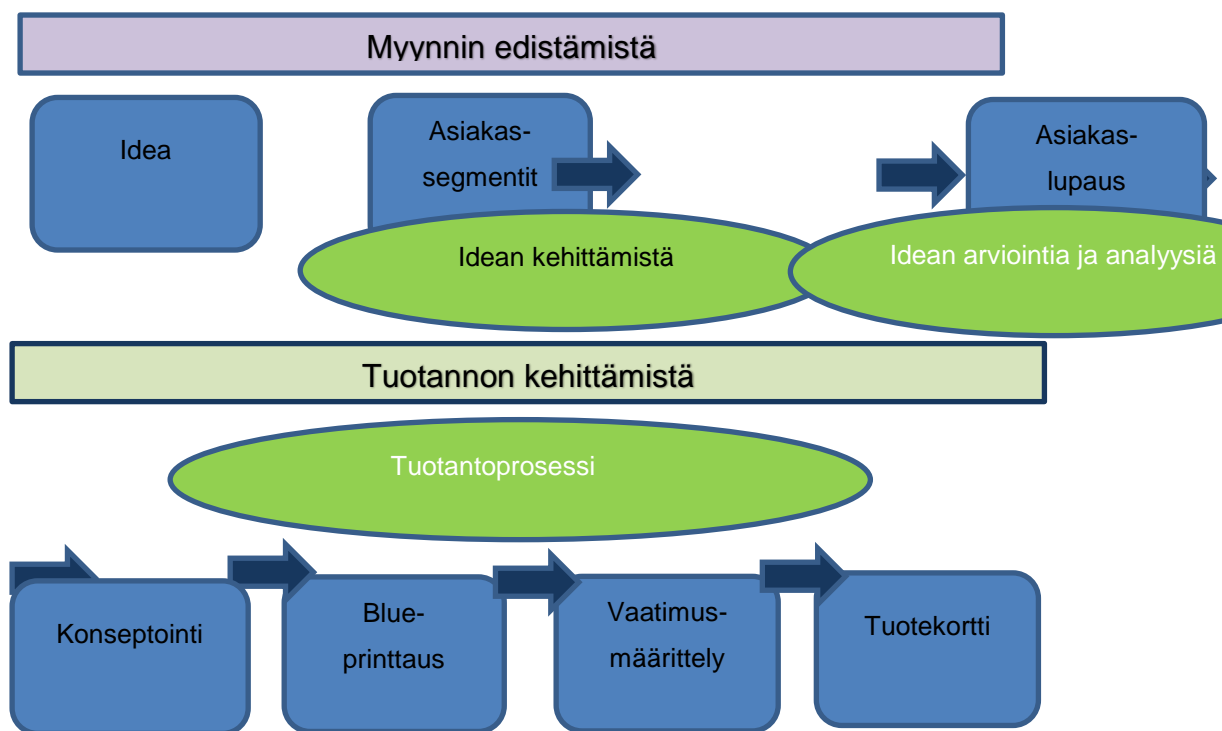 Myynnin edistämistä
Idea
Asiakas-
segmentit
Asiakas-
lupaus
Idean kehittämistä
Idean arviointia ja analyysiä
Tuotannon kehittämistä
Tuotantoprosessi
Konseptointi
Blue-
printtaus
Vaatimus-
määrittely
Tuotekortti